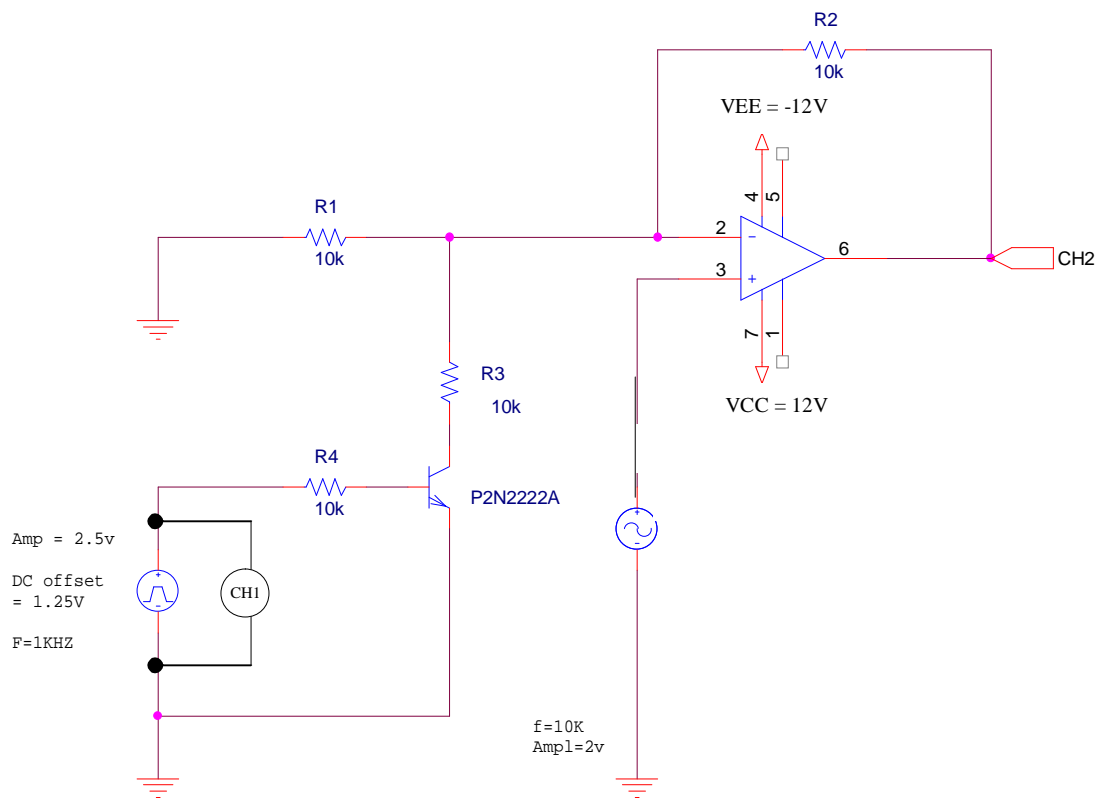 R2
10k
VEE = -12V
4
5
R1
10k
2
-
3
+
6
CH2
7
1
VCC = 12V
R3
10k
R4
10k
P2N2222A
Amp = 2.5v
DC offset
= 1.25V
F=1KHZ
+
-
CH1
+
-
f=10K
Ampl=2v